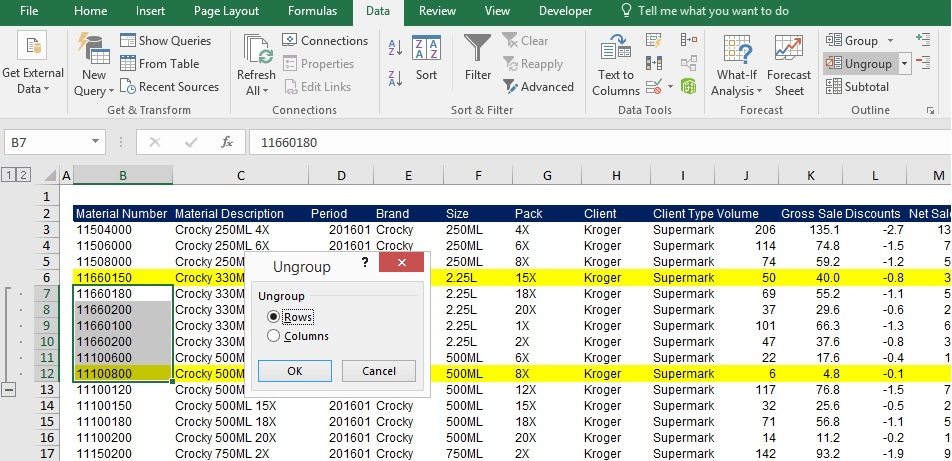 File Home Insert Page Layout Formulas Data Review View Developer Tell me what you want to do
Get External Data
New Query
Show Queries
From Table
Recent Sources
Get & Transform
Refresh All
Connections
Properties
Edit Links
Connections
Sort
Filter
Clear
Reapply
Advanced
Sort & Filter
Text to Columns
Data Tools
What-If Analysis
Forecast Sheet
Forecast
Group
Ungroup
Subtotal
Outline
B7 fx 11660180
1 2 A B C D E F G H I J K L M
1
2 Material Number Material Description Period Brand Size Pack Client Client Type Volume Gross Sale Discounts Net Sal
3 11504000 Crocky 250ML 4X 201601 Crocky 250ML 4X Kroger Supermark 206 135.1 -2.7 13
4 11506000 Crocky 250ML 6X 201601 Crocky 250ML 6X Kroger Supermark 114 74.8 -1.5 7
5 11508000 Crocky 250M 250ML 8X Kroger Supermark 74 59.2 -1.2 5
6 11660150 Crocky 330M 2.25L 15X Kroger Supermark 50 40.0 -0.8 3
7 11660180 Crocky 330M 2.25L 18X Kroger Supermark 69 55.2 -1.1 5
8 11660200 Crocky 330M 2.25L 20X Kroger Supermark 37 29.6 -0.6 2
9 11660100 Crocky 330M 2.25L 1X Kroger Supermark 101 66.3 -1.3 6
10 11660200 Crocky 330M 2.25L 2X Kroger Supermark 47 37.6 -0.8 3
11 11100600 Crocky 500M 500ML 6X Kroger Supermark 22 17.6 -0.4 1
12 11100800 Crocky 500M 500ML 8X Kroger Supermark 6 4.8 -0.1
13 11100120 Crocky 500M 500ML 12X Kroger Supermark 117 76.8 -1.5 7
14 11100150 Crocky 500ML 15X 201601 Crocky 500ML 15X Kroger Supermark 32 25.6 -0.5 2
15 11100180 Crocky 500ML 18X 201601 Crocky 500ML 18X Kroger Supermark 71 56.8 -1.1 5
16 11100200 Crocky 500ML 20X 201601 Crocky 500ML 20X Kroger Supermark 14 11.2 -0.2 1
17 11150200 Crocky 750ML 2X 201601 Crocky 750ML 2X Kroger Supermark 142 93.2 -1.9 9
Ungroup ? ×
Ungroup
Rows
Columns
OK Cancel